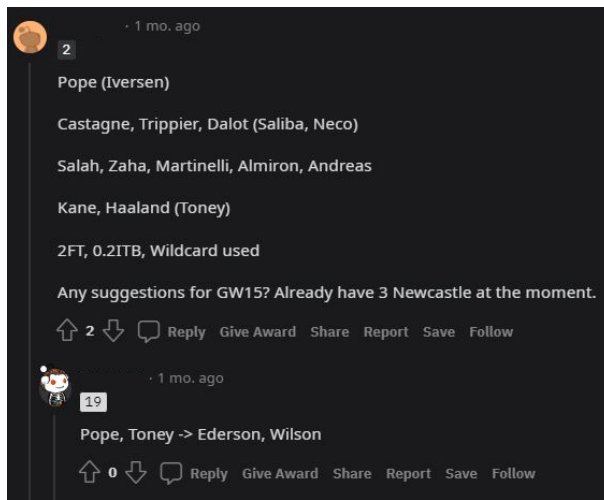 · 1 mo. ago
2
Pope (Iversen)
Castagne, Trippier, Dalot (Saliba, Neco)
Salah, Zaha, Martinelli, Almiron, Andreas
Kane, Haaland (Toney)
2FT, 0.2ITB, Wildcard used
Any suggestions for GW15? Already have 3 Newcastle at the moment.
2 Reply Give Award Share Report Save Follow
· 1 mo. ago
19
Pope, Toney -> Ederson, Wilson
0 Reply Give Award Share Report Save Follow